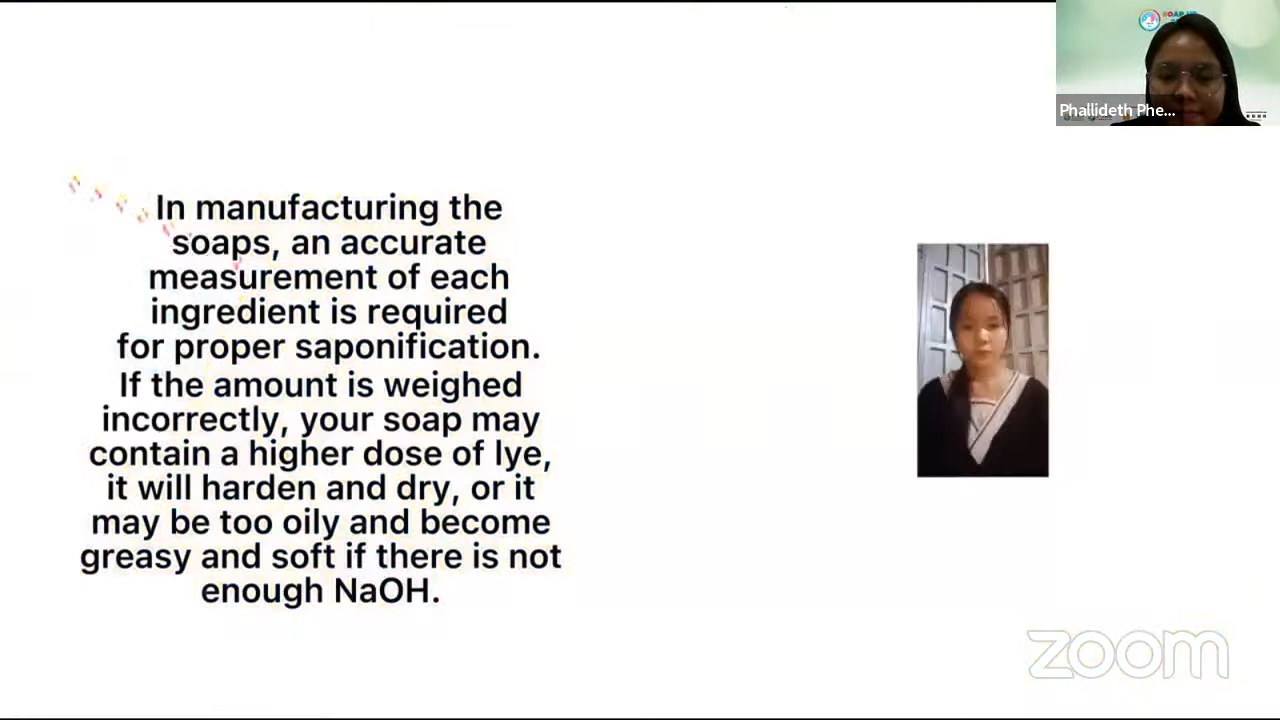 Phallideth Phe...
In manufacturing the
soaps, an accurate
measurement of each
ingredient is required
for proper saponification.
If the amount is weighed
incorrectly, your soap may
contain a higher dose of lye,
it will harden and dry, or it
may be too oily and become
greasy and soft if there is not
enough NaOH.
zoom